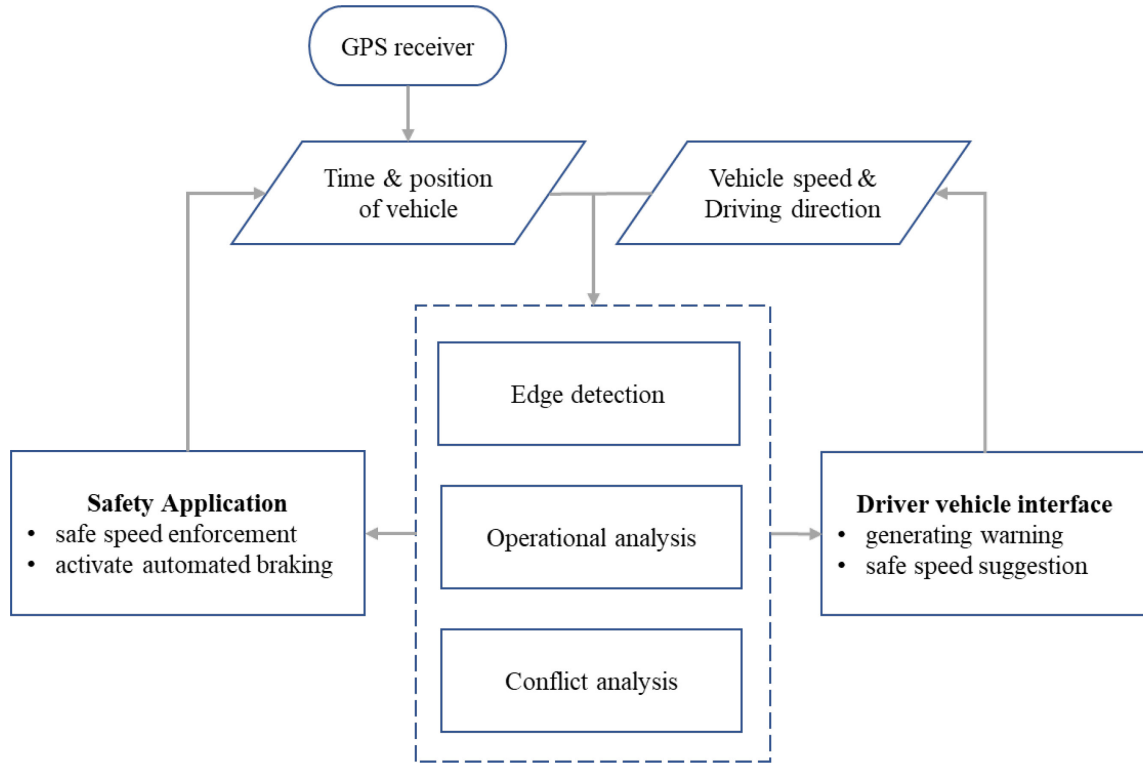 GPS receiver
Time & position
of vehicle
Vehicle speed &
Driving direction
Edge detection
Operational analysis
Conflict analysis
Safety Application
• safe speed enforcement
• activate automated braking
Driver vehicle interface
• generating warning
• safe speed suggestion